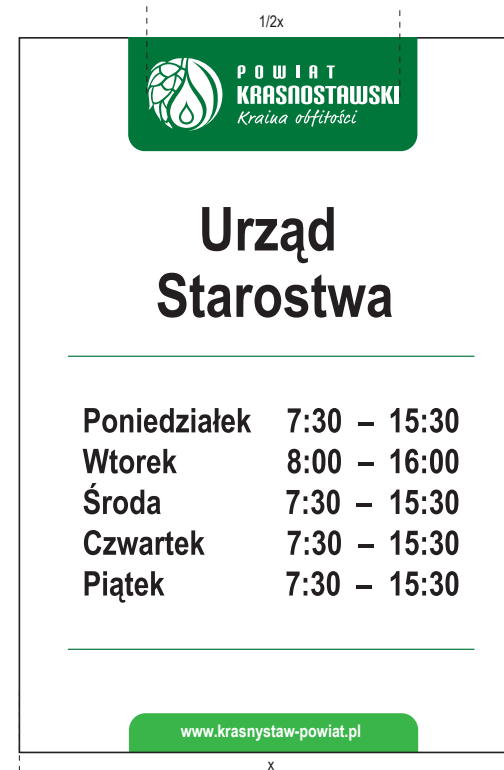 1/2x
POWIAT
KRASNOSTAWSKI
Kraina obfitości
Urząd
Starostwa
Poniedziałek 7:30 – 15:30
Wtorek 8:00 – 16:00
Środa 7:30 – 15:30
Czwartek 7:30 – 15:30
Piątek 7:30 – 15:30
www.krasnystaw-powiat.pl
x